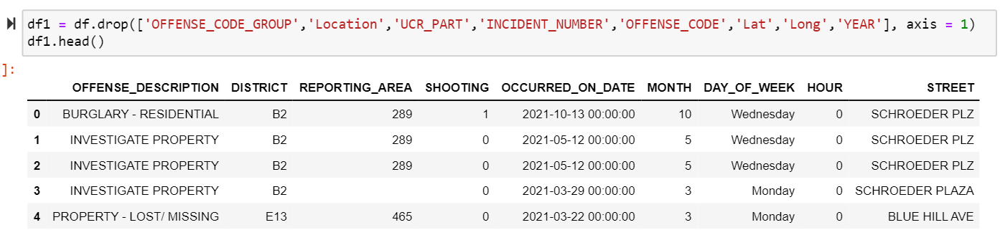 df1 = df.drop(['OFFENSE_CODE_GROUP','Location','UCR_PART','INCIDENT_NUMBER','OFFENSE_CODE','Lat','Long','YEAR'], axis = 1)
df1.head()
]:
OFFENSE_DESCRIPTION DISTRICT REPORTING_AREA SHOOTING OCCURRED_ON_DATE MONTH DAY_OF_WEEK HOUR STREET
0 BURGLARY - RESIDENTIAL B2 289 1 2021-10-13 00:00:00 10 Wednesday 0 SCHROEDER PLZ
1 INVESTIGATE PROPERTY B2 289 0 2021-05-12 00:00:00 5 Wednesday 0 SCHROEDER PLZ
2 INVESTIGATE PROPERTY B2 289 0 2021-05-12 00:00:00 5 Wednesday 0 SCHROEDER PLZ
3 INVESTIGATE PROPERTY B2 0 2021-03-29 00:00:00 3 Monday 0 SCHROEDER PLAZA
4 PROPERTY - LOST/ MISSING E13 465 0 2021-03-22 00:00:00 3 Monday 0 BLUE HILL AVE